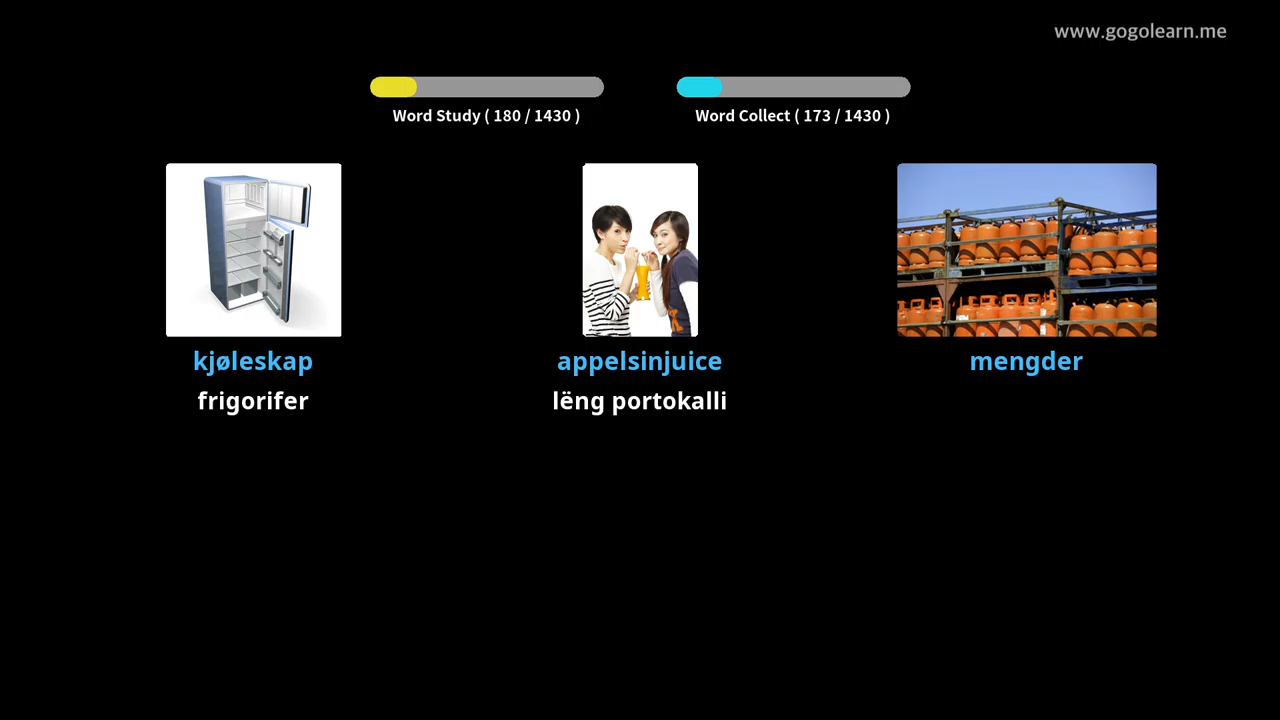 www.gogolearn.me
Word Study ( 180 / 1430 )
Word Collect ( 173 / 1430 )
kjøleskap
appelsinjuice
mengder
frigorifer
lëng portokalli